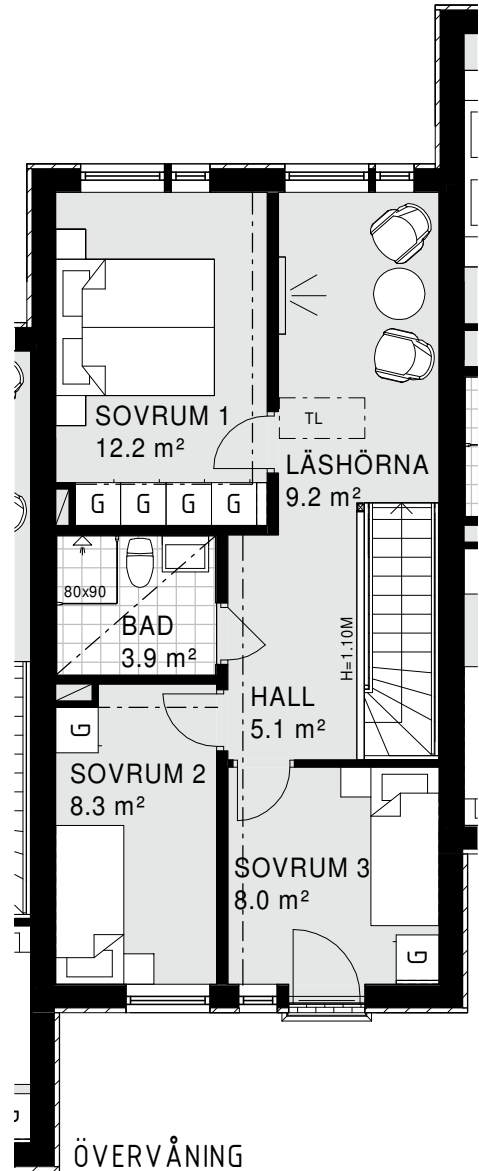 SOVRUM 1
12.2 m²
TL
LÄSHÖRNA
9.2 m²
G G G G
80x90
BAD
3.9 m²
H=1.10M
HALL
5.1 m²
G
SOVRUM 2
8.3 m²
SOVRUM 3
8.0 m²
G
G
ÖVERVÅNING